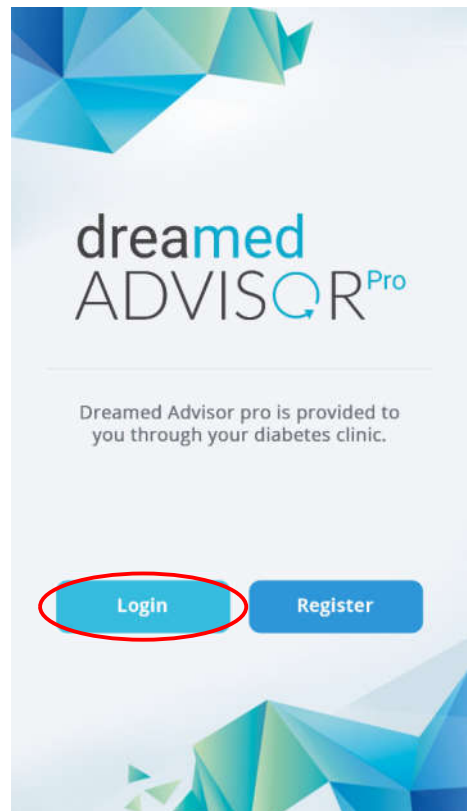 dreamed
ADVISOR Pro
Dreamed Advisor pro is provided to
you through your diabetes clinic.
Login
Register